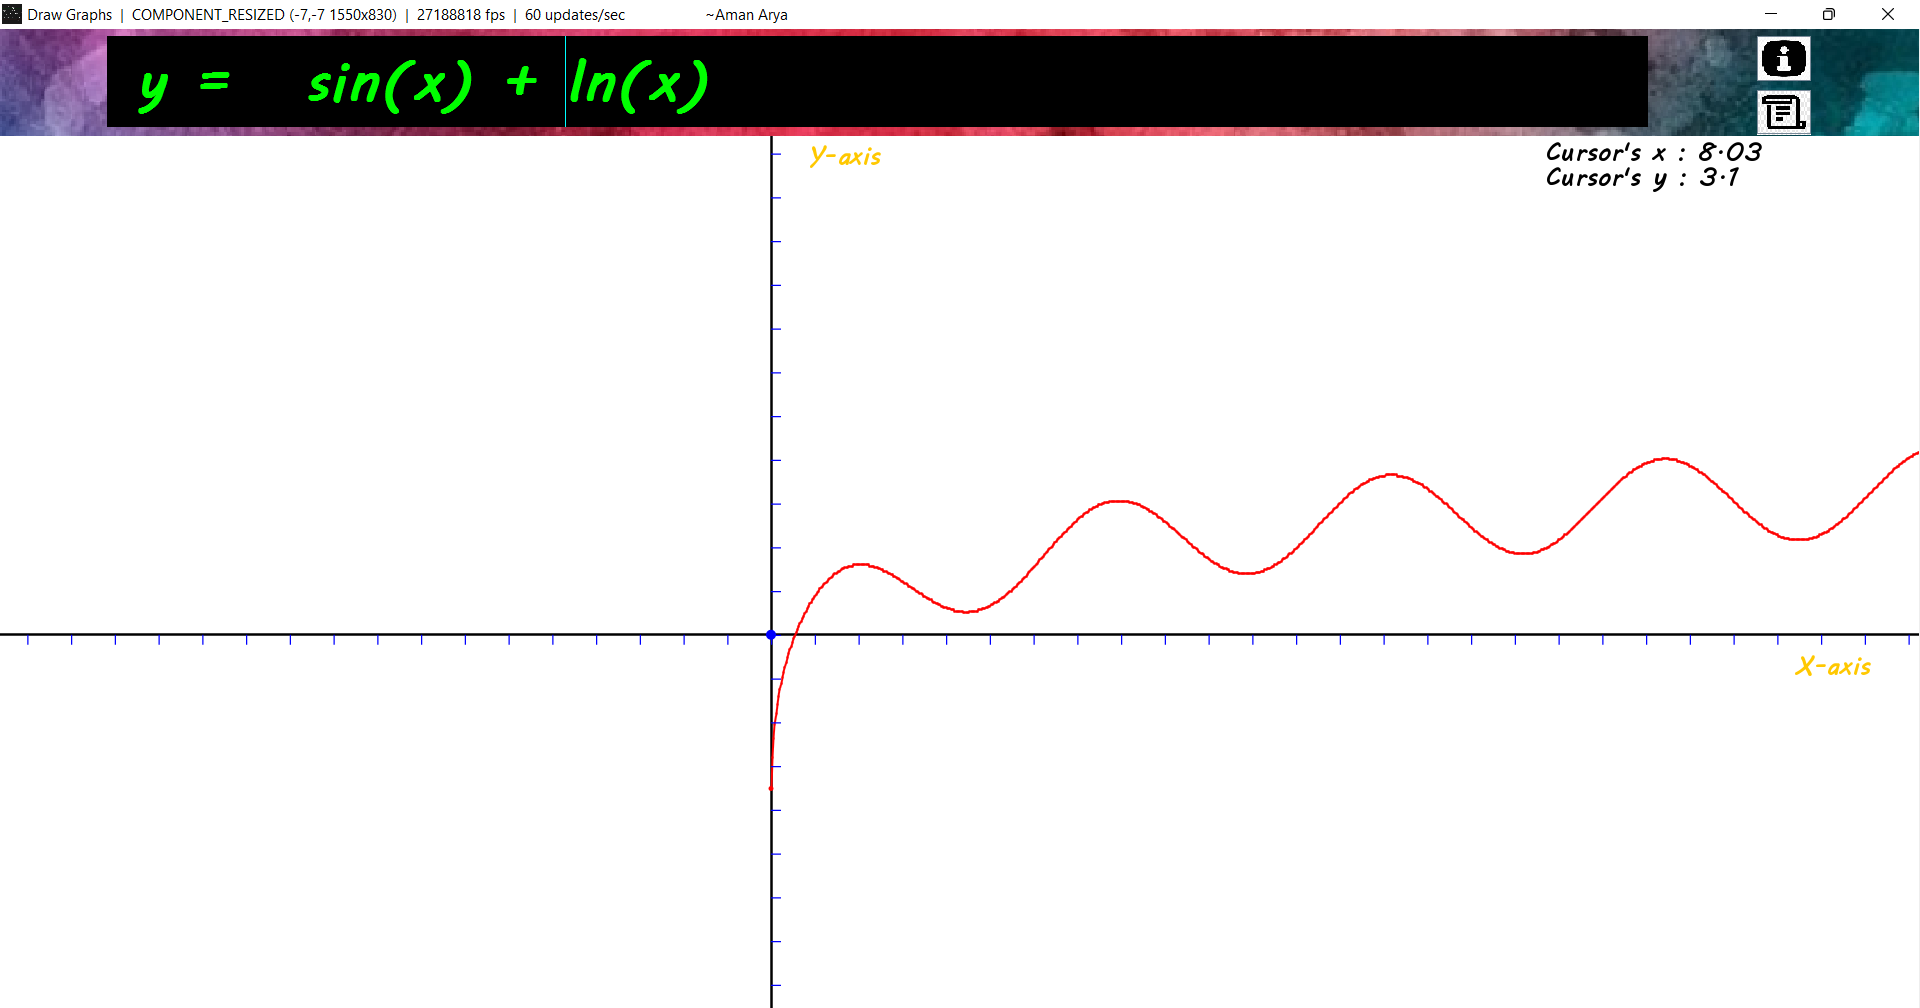 Draw Graphs | COMPONENT_RESIZED (-7,-7 1550x830) | 27188818 fps | 60 updates/sec ~Aman Arya
y = sin(x) + ln(x)
Y-axis
Cursor's x : 8.03
Cursor's y : 3.1
X-axis